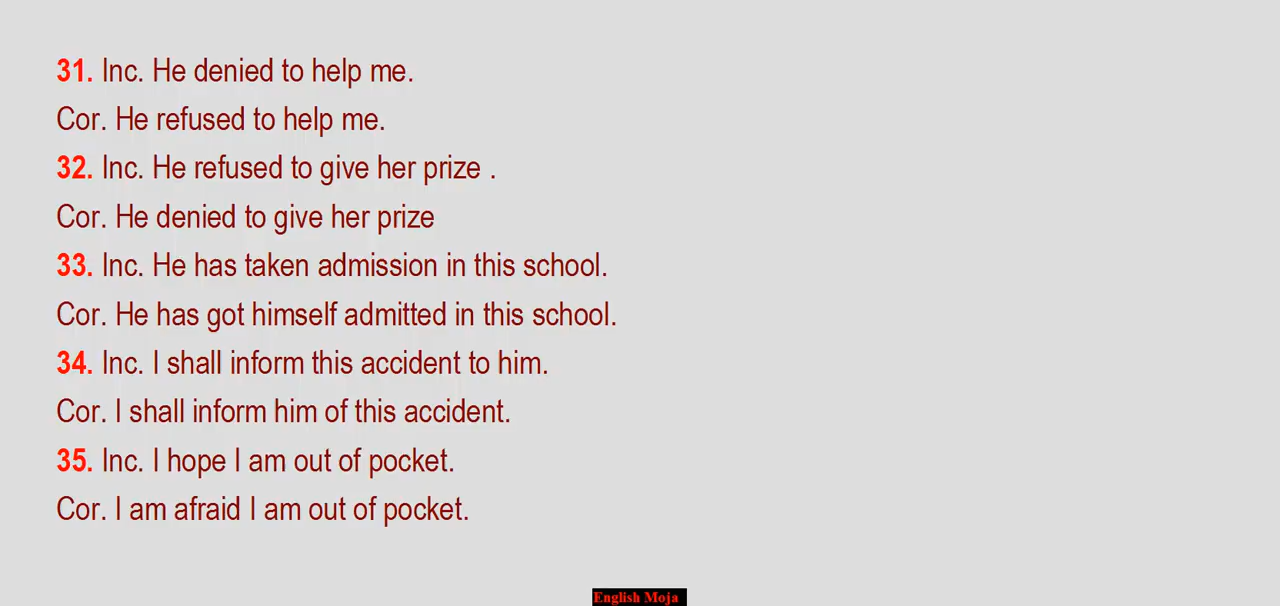 31. Inc. He denied to help me.
Cor. He refused to help me.
32. Inc. He refused to give her prize .
Cor. He denied to give her prize
33. Inc. He has taken admission in this school.
Cor. He has got himself admitted in this school.
34. Inc. I shall inform this accident to him.
Cor. I shall inform him of this accident.
35. Inc. I hope I am out of pocket.
Cor. I am afraid I am out of pocket.
English Moja